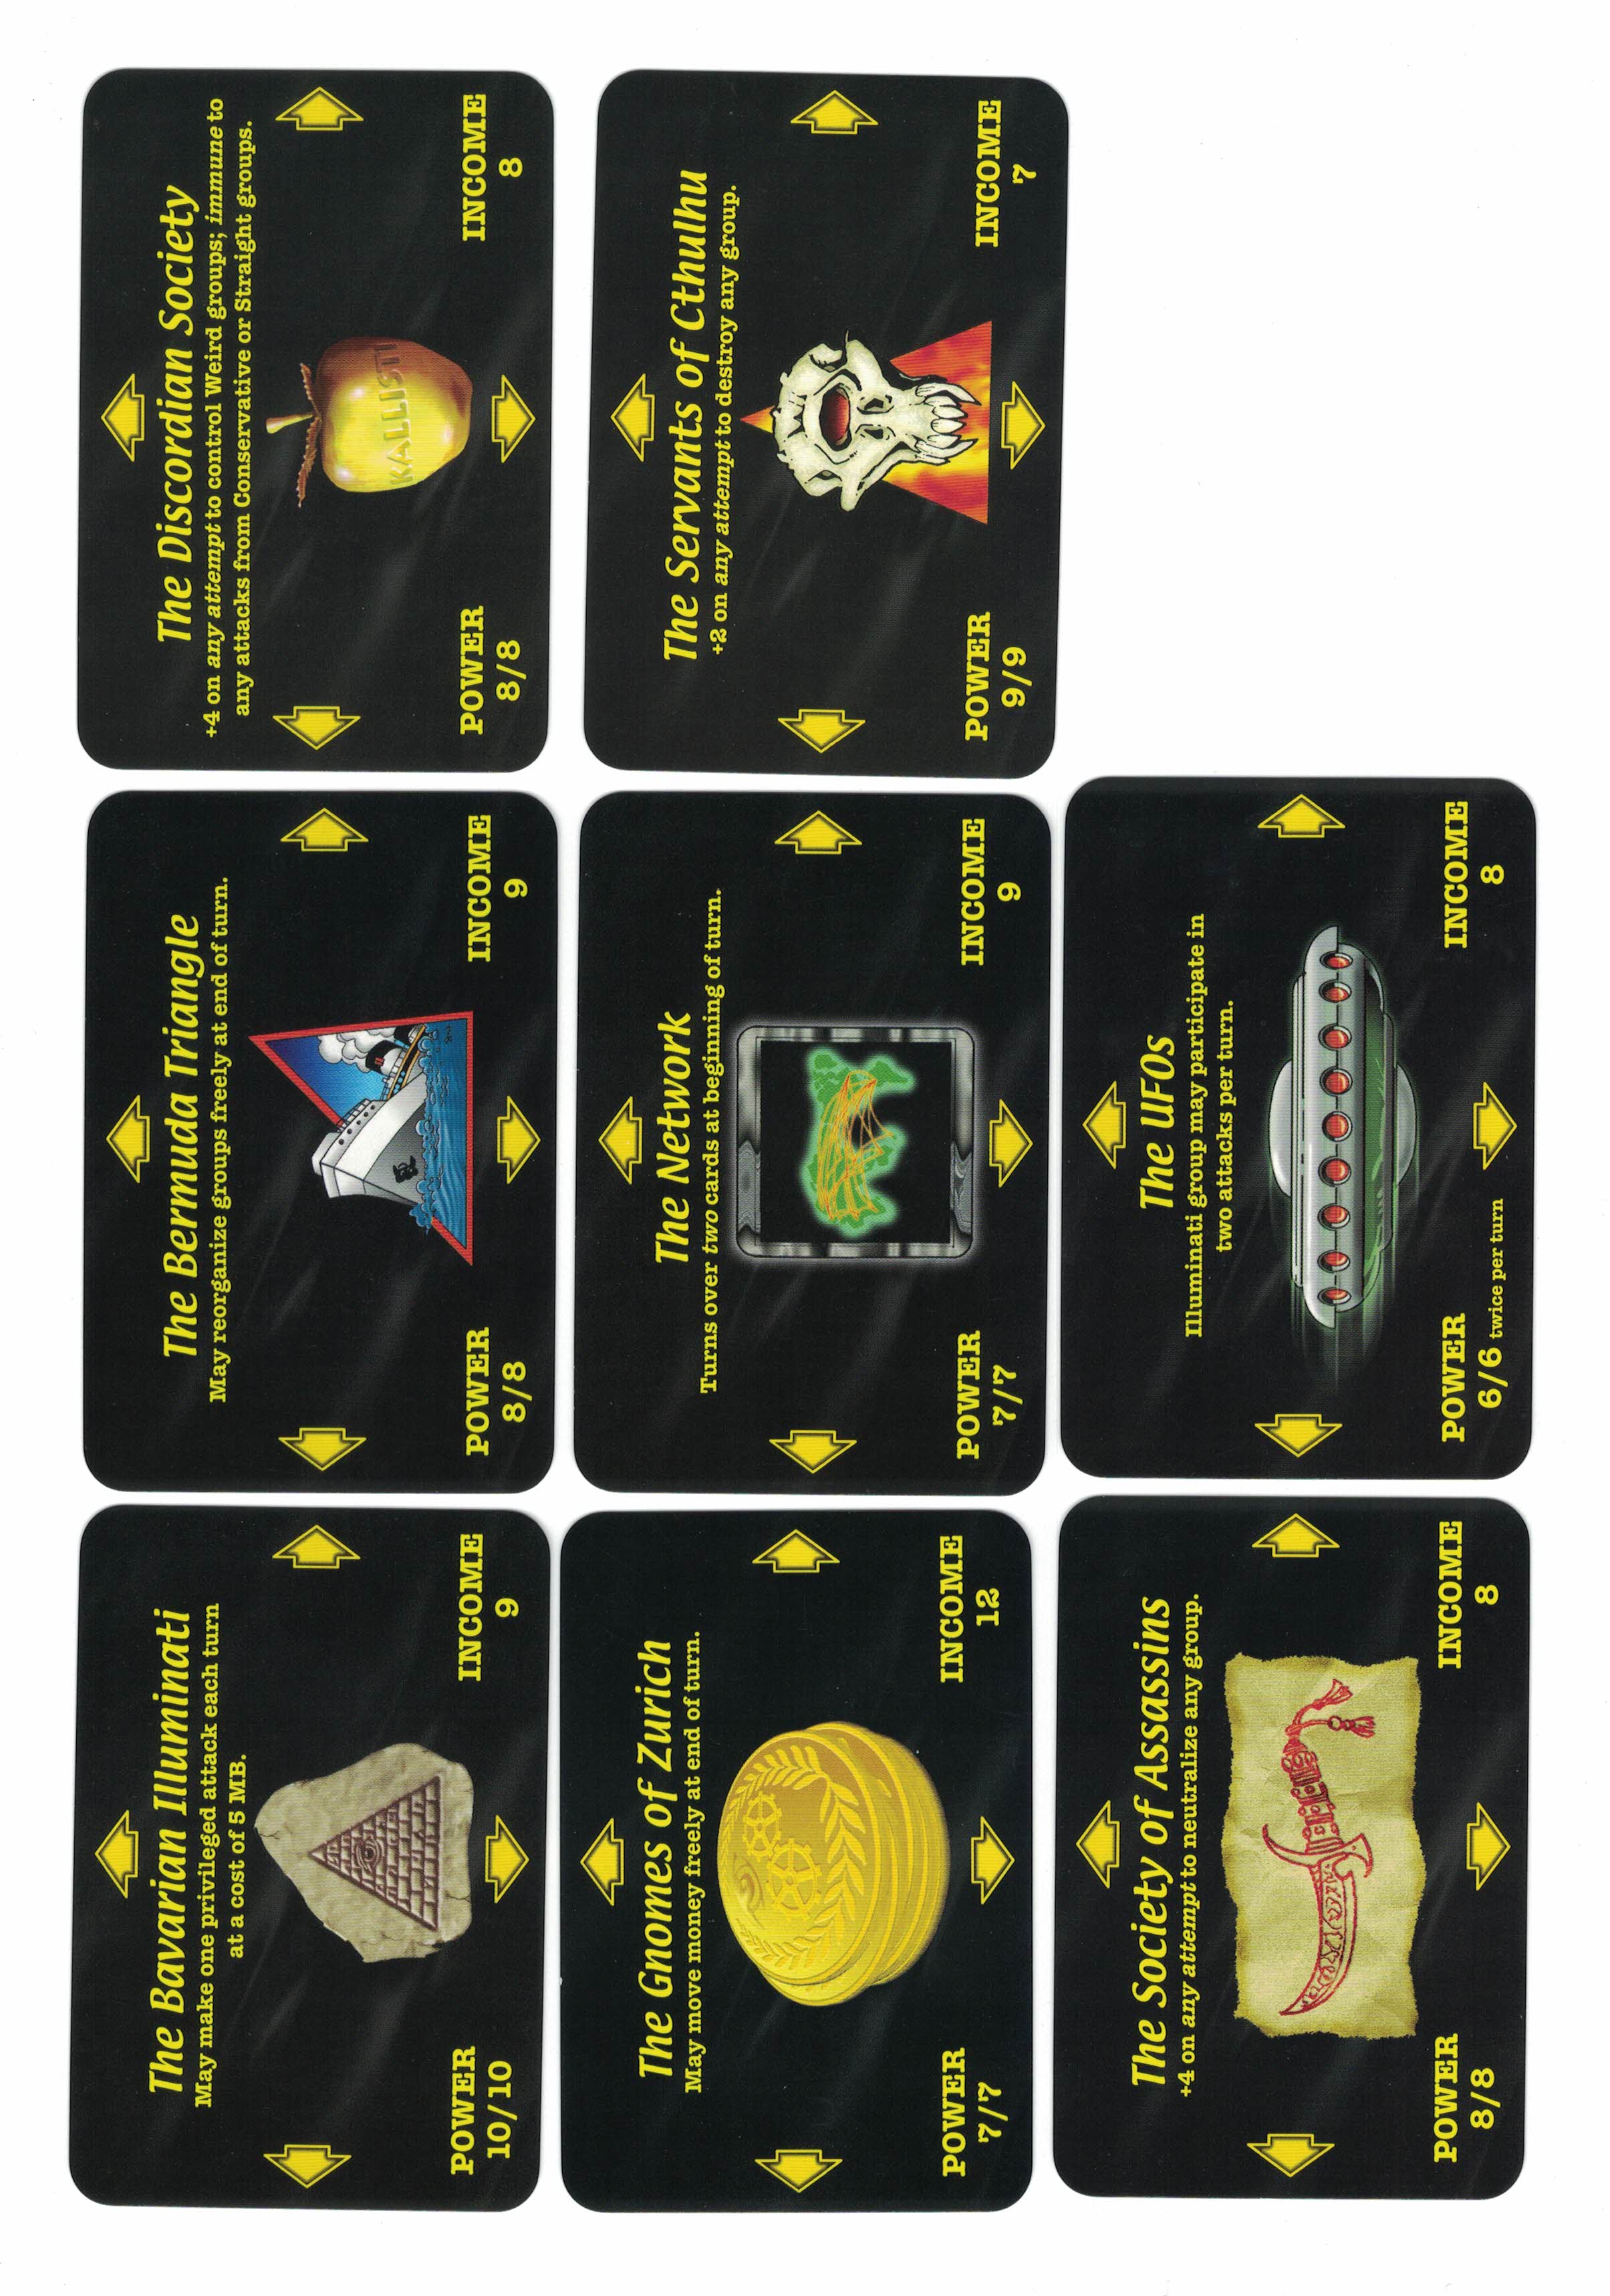 The Bavarian Illuminati
May make one privileged attack each turn
at a cost of 5 MB.
POWER
10/10
INCOME
9
The Bermuda Triangle
May reorganize groups freely at end of turn.
POWER
8/8
INCOME
9
The Discordian Society
+4 on any attempt to control Weird groups; immune to
any attacks from Conservative or Straight groups.
KALLISTI
POWER
8/8
INCOME
8
The Gnomes of Zurich
May move money freely at end of turn.
POWER
7/7
INCOME
12
The Network
Turns over two cards at beginning of turn.
POWER
7/7
INCOME
9
The Servants of Cthulhu
+2 on any attempt to destroy any group.
POWER
9/9
INCOME
7
The Society of Assassins
+4 on any attempt to neutralize any group.
POWER
8/8
INCOME
8
The UFOs
Illuminati group may participate in
two attacks per turn.
POWER
6/6 twice per turn
INCOME
8